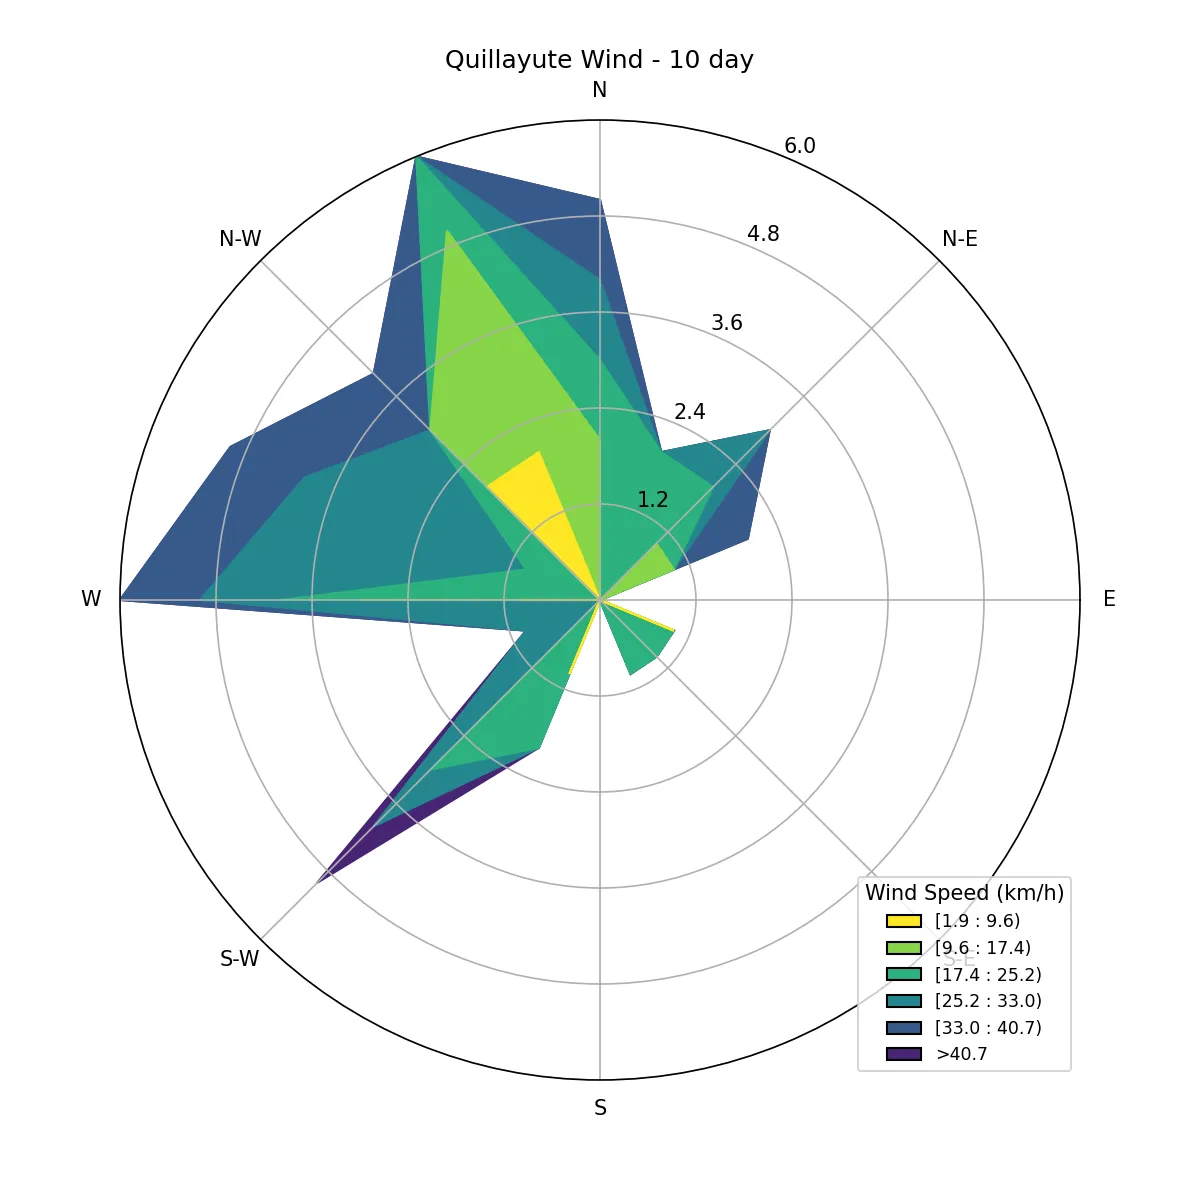 Quillayute Wind - 10 day
N
6.0
N-W
4.8
N-E
3.6
2.4
1.2
W
E
S-W
S-E
S
Wind Speed (km/h)
[1.9 : 9.6)
[9.6 : 17.4)
[17.4 : 25.2)
[25.2 : 33.0)
[33.0 : 40.7)
>40.7